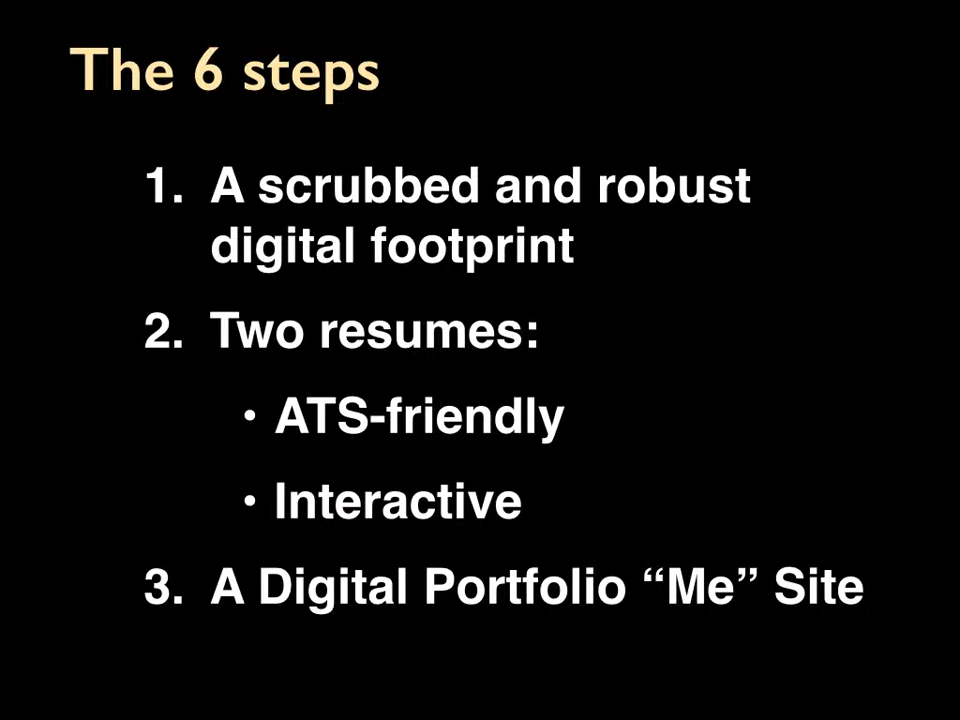 The 6 steps
1. A scrubbed and robust
digital footprint
2. Two resumes:
• ATS-friendly
• Interactive
3. A Digital Portfolio “Me” Site